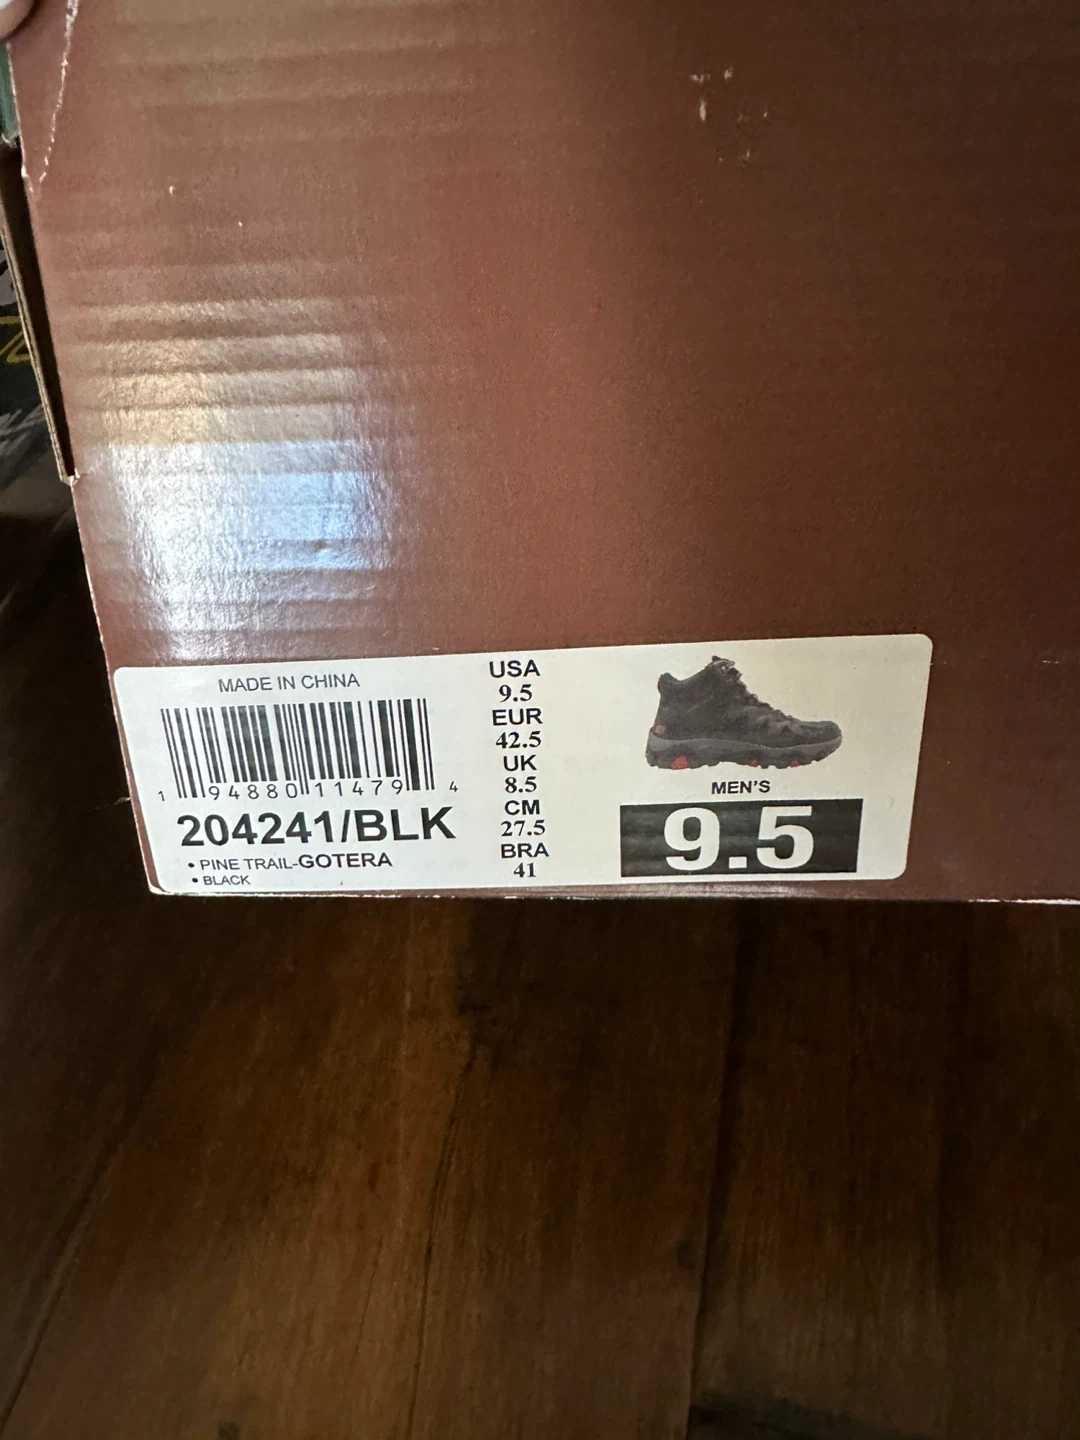 MADE IN CHINA
1 94880 11479 4
204241/BLK
• PINE TRAIL-GOTERA
• BLACK
USA
9.5
EUR
42.5
UK
8.5
CM
27.5
BRA
41
MEN'S
9.5